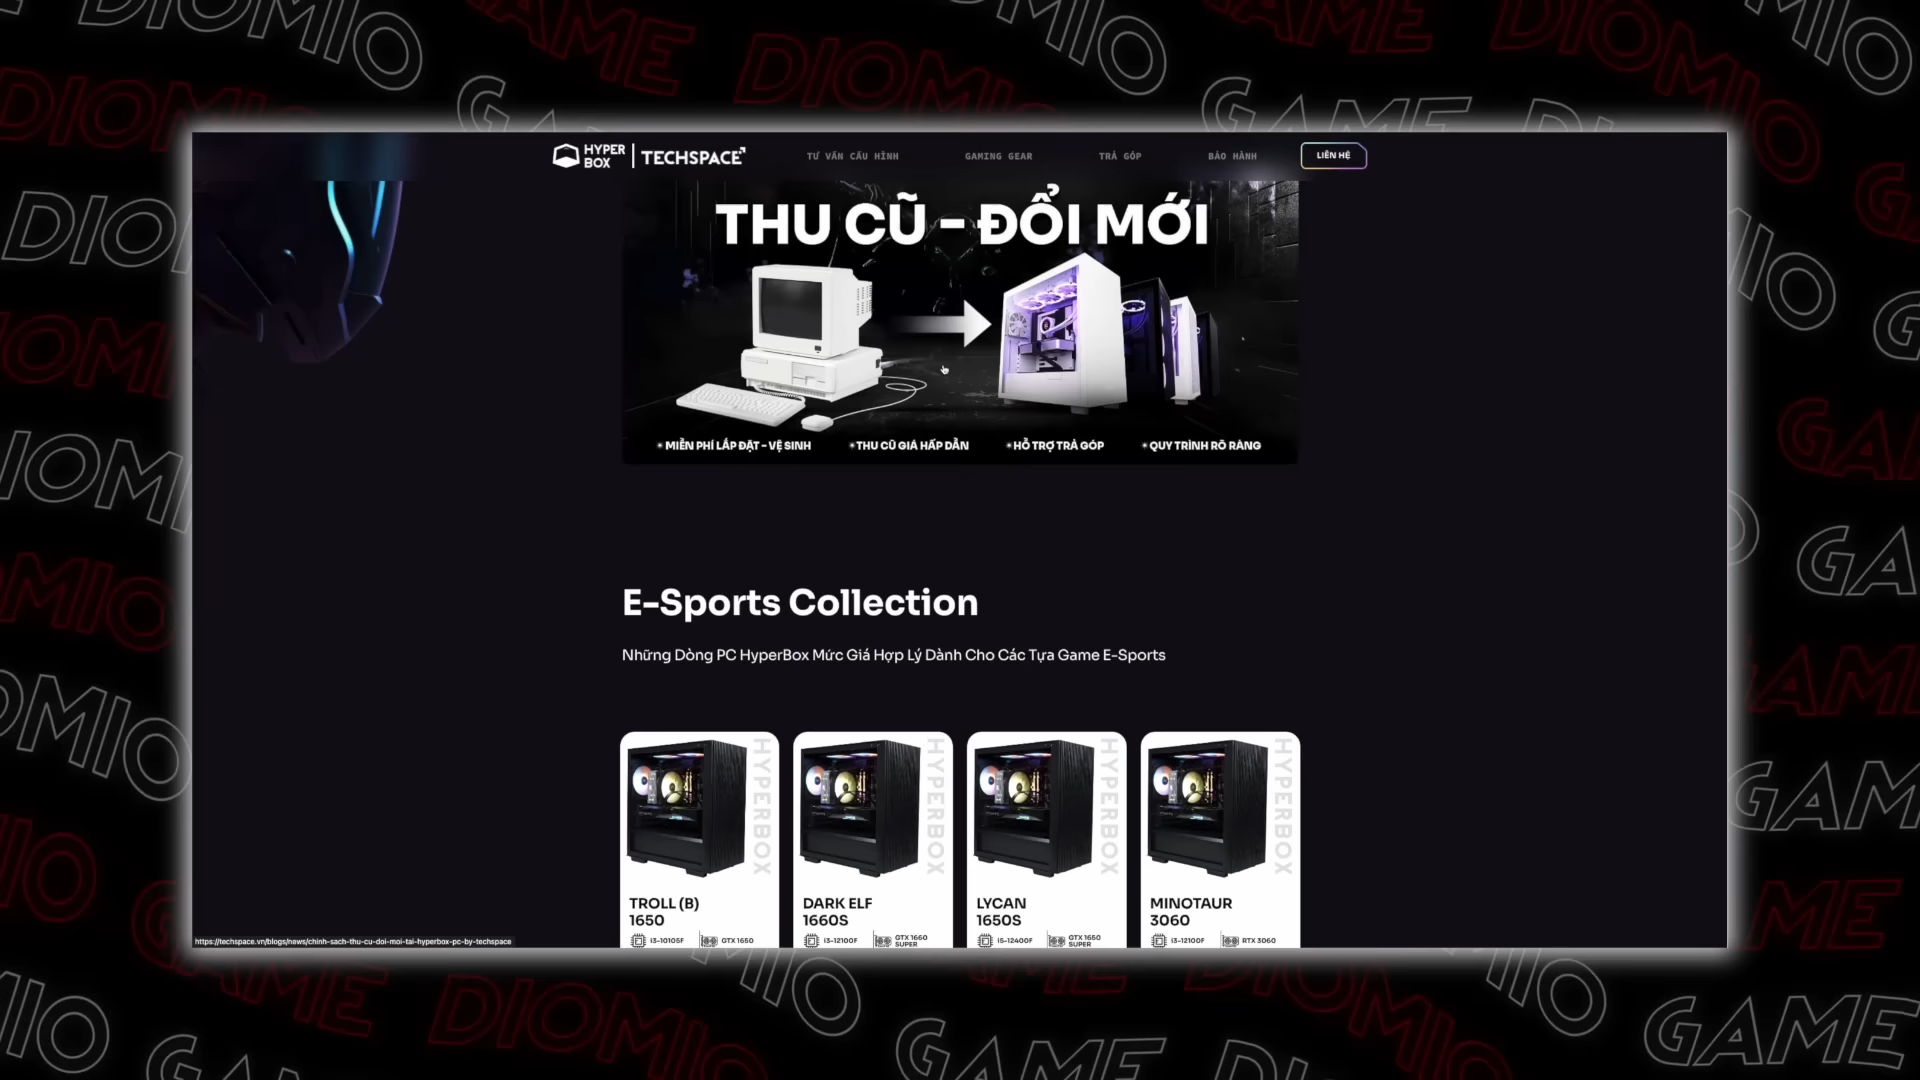 HYPER BOX | TECHSPACE
TƯ VẤN CẤU HÌNH
GAMING GEAR
TRẢ GÓP
BẢO HÀNH
LIÊN HỆ
THU CŨ - ĐỔI MỚI
* MIỄN PHÍ LẮP ĐẶT - VỆ SINH
* THU CŨ GIÁ HẤP DẪN
* HỖ TRỢ TRẢ GÓP
* QUY TRÌNH RÕ RÀNG
E-Sports Collection
Những Dòng PC HyperBox Mức Giá Hợp Lý Dành Cho Các Tựa Game E-Sports
HYPERBOX
TROLL (B)
1650
i3-10105F
GTX 1650
HYPERBOX
DARK ELF
1660S
i3-12100F
GTX 1660
SUPER
HYPERBOX
LYCAN
1650S
i5-12400F
GTX 1650
SUPER
HYPERBOX
MINOTAUR
3060
i3-12100F
RTX 3060
https://techspace.vn/blogs/news/chinh-sach-thu-cu-doi-moi-tai-hyperbox-pc-by-techspace
DIOMIO GAME